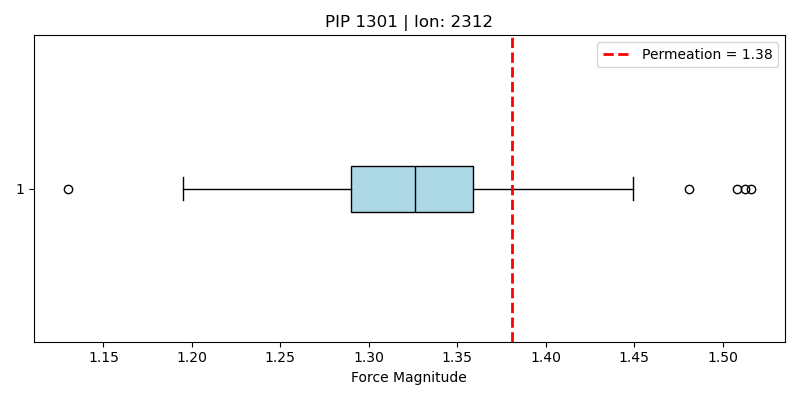 PIP 1301 | Ion: 2312
Permeation = 1.38
1
1.15 1.20 1.25 1.30 1.35 1.40 1.45 1.50
Force Magnitude